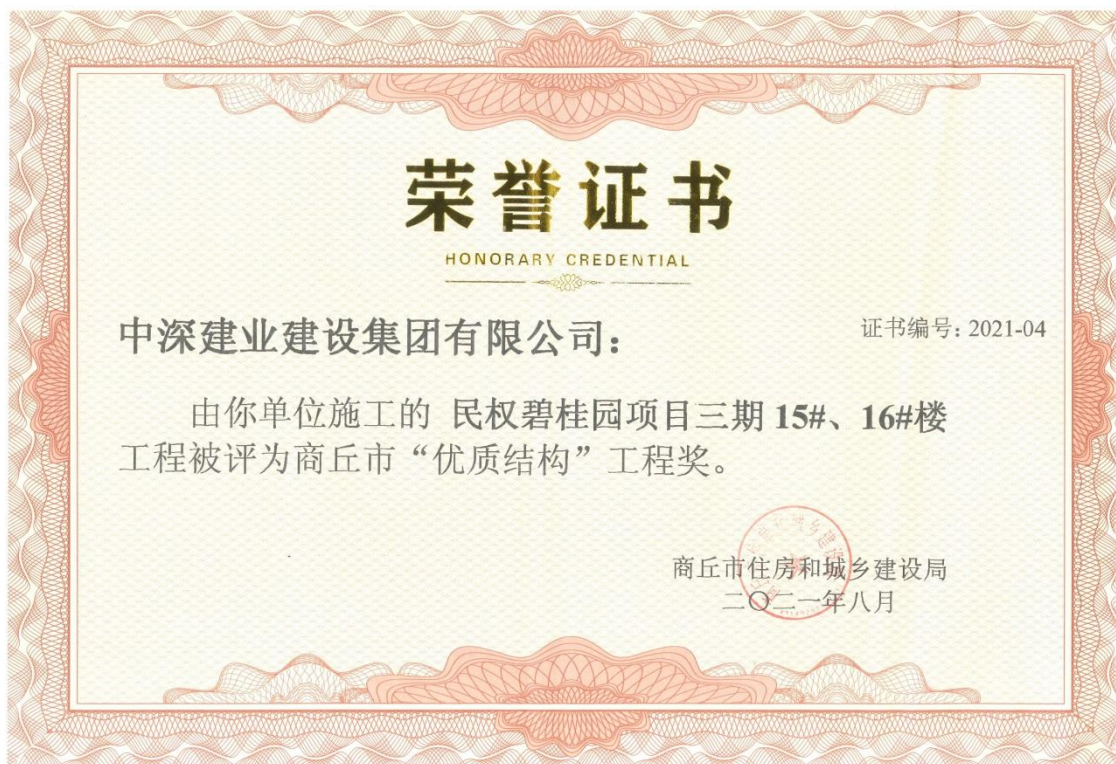 荣誉证书
HONORARY CREDENTIAL
中深建业建设集团有限公司：
证书编号: 2021-04
由你单位施工的 民权碧桂园项目三期 15#、16#楼
工程被评为商丘市“优质结构”工程奖。
商丘市住房和城乡建设局
二〇二一年八月